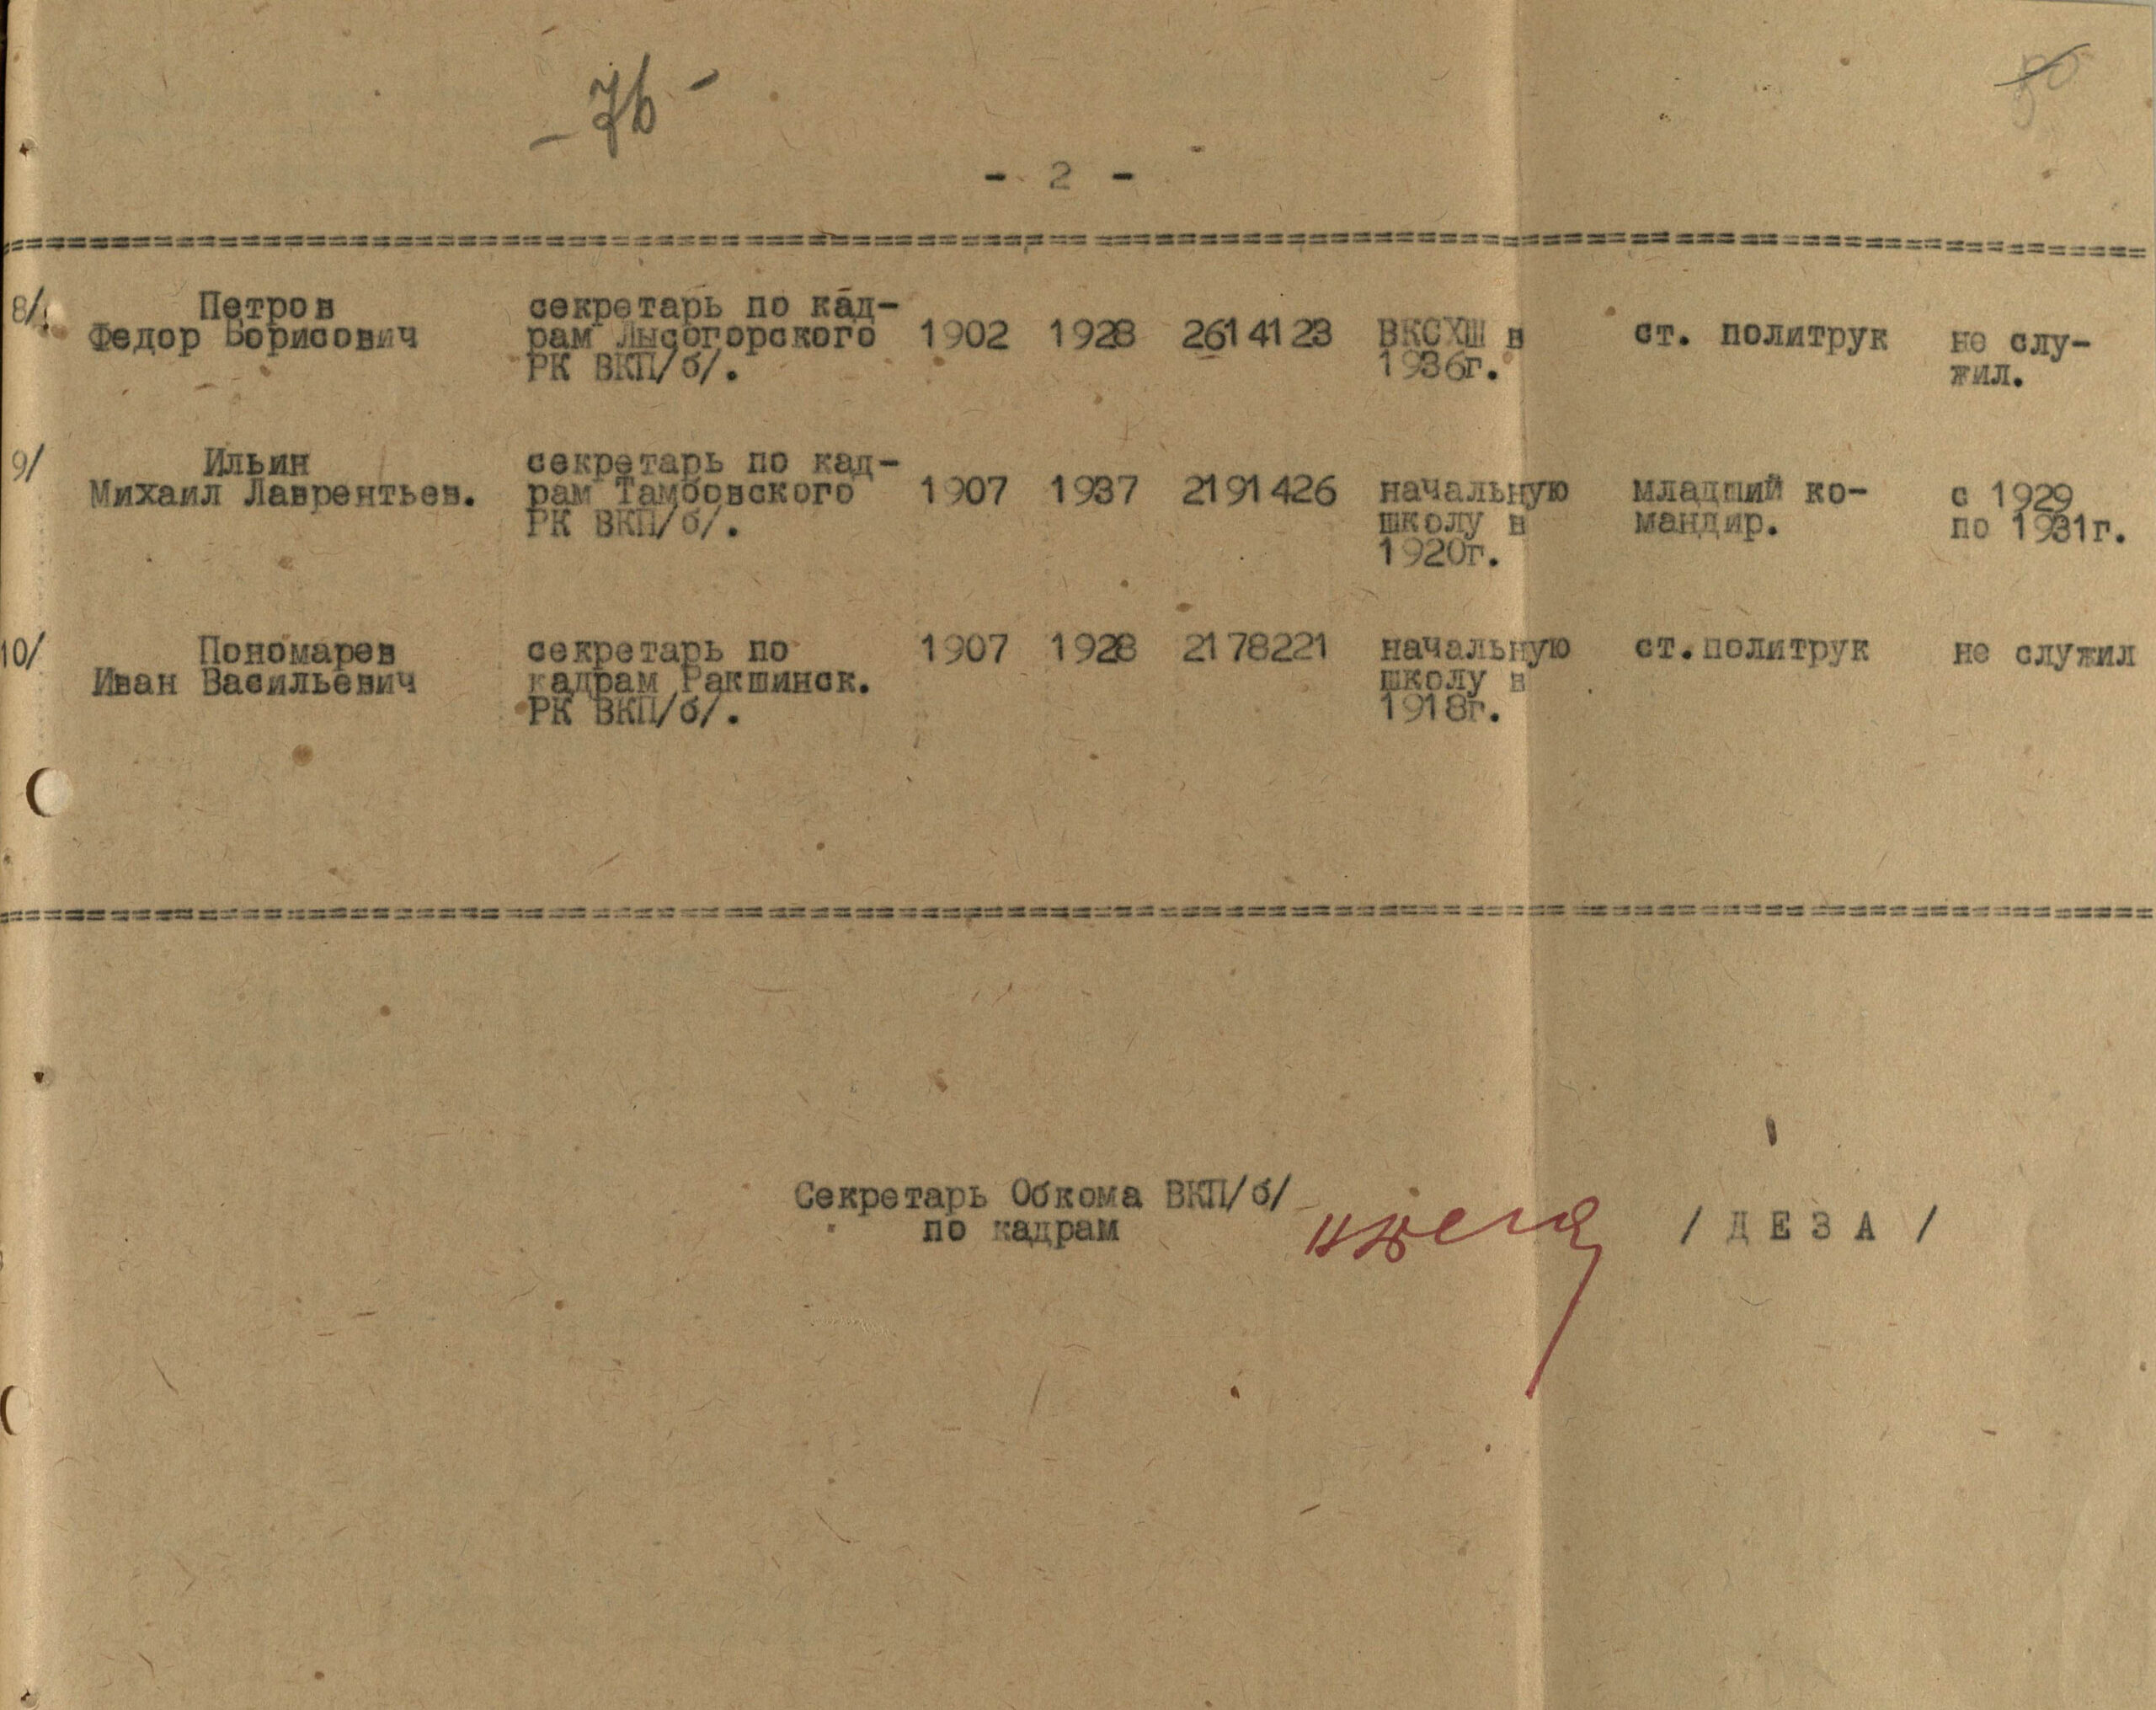 - 76 -
- 2 -
8/ Петров секретарь по кад-
Федор Борисович рам Лысогорского 1902 1928 2614123 ВКСХШ в ст. политрук не слу-
РК ВКП/б/. 1936г. жил.
9/ Ильин секретарь по кад-
Михаил Лаврентьев. рам Тамбовского 1907 1937 2191426 начальную младший ко- с 1929
РК ВКП/б/. школу в мандир. по 1931г.
1920г.
10/ Пономарев секретарь по 1907 1928 2178221 начальную ст.политрук не служил
Иван Васильевич кадрам Ракшинск. школу в
РК ВКП/б/. 1918г.
Секретарь Обкома ВКП/б/
по кадрам / ДЕЗА /